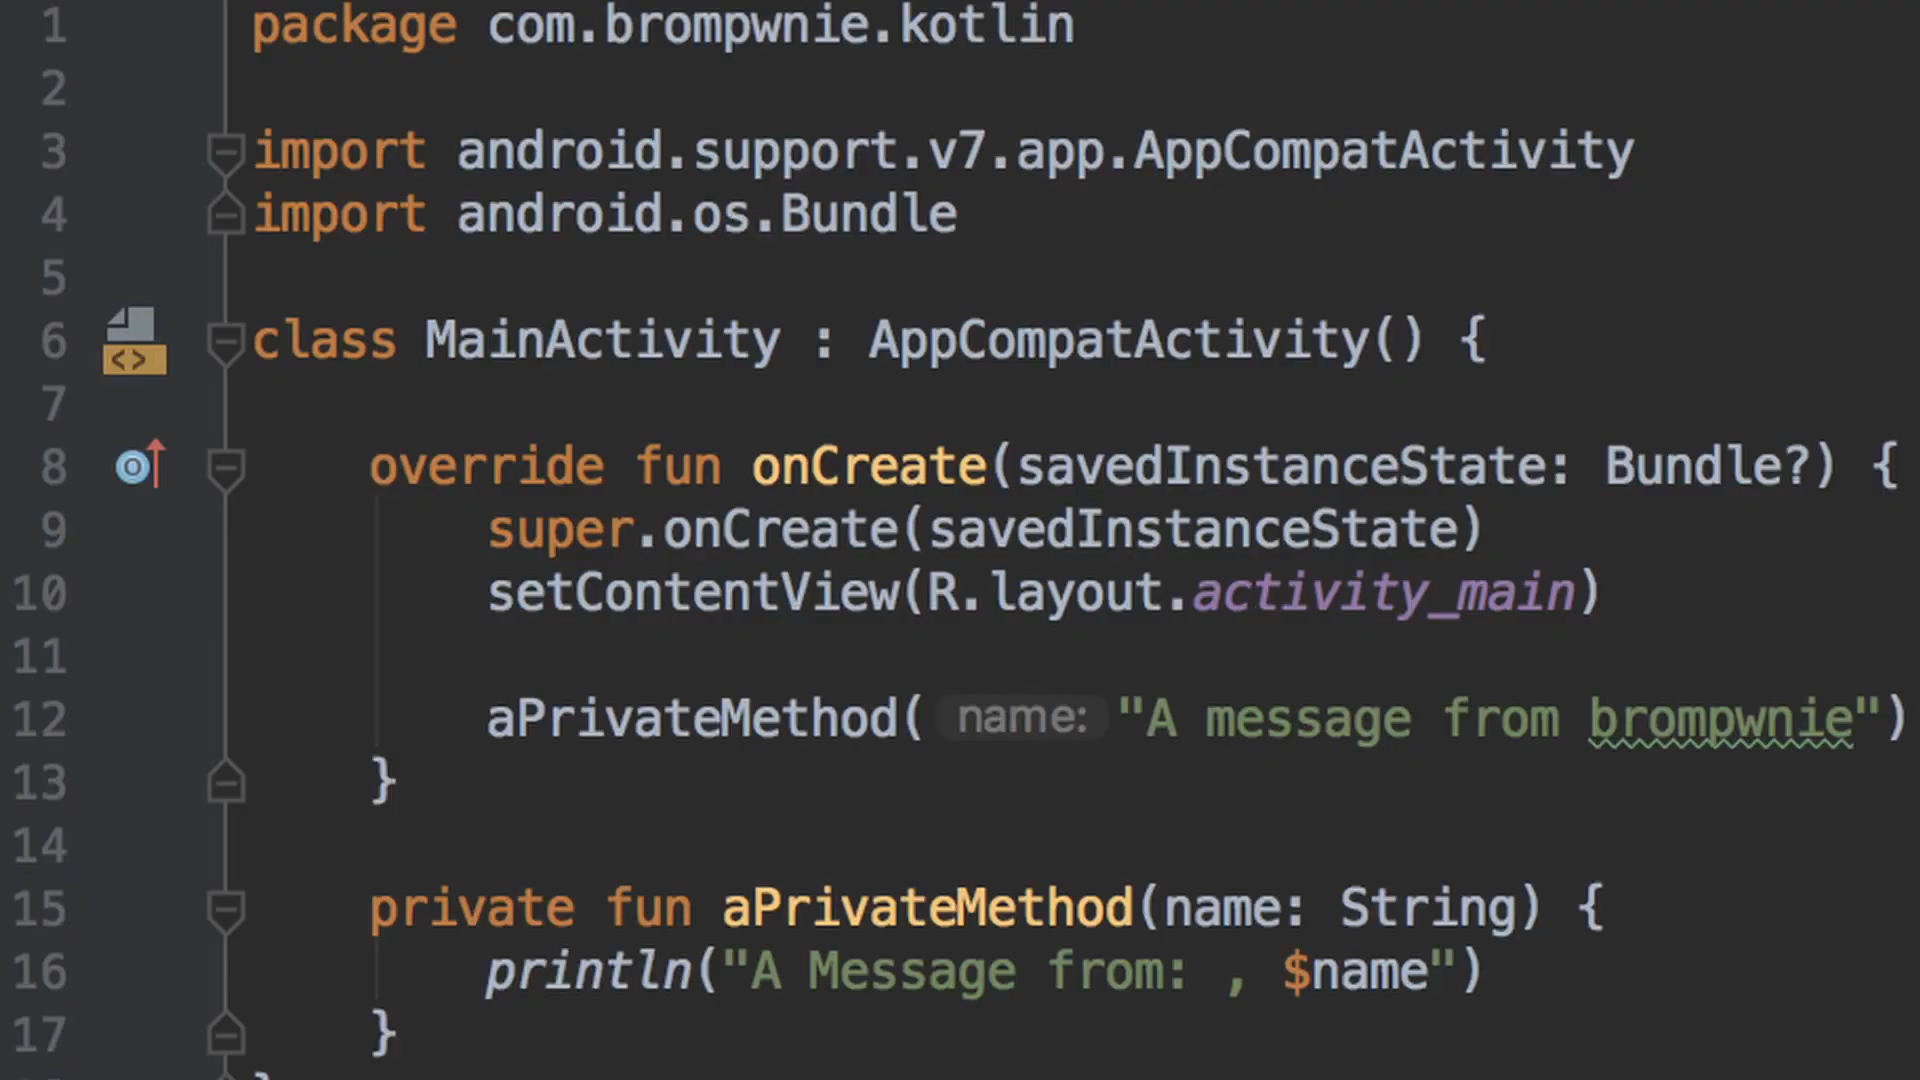 1 package com.brompwnie.kotlin
2
3 import android.support.v7.app.AppCompatActivity
4 import android.os.Bundle
5
6 <> class MainActivity : AppCompatActivity() {
7
8 override fun onCreate(savedInstanceState: Bundle?) {
9 super.onCreate(savedInstanceState)
10 setContentView(R.layout.activity_main)
11
12 aPrivateMethod( name: "A message from brompwnie")
13 }
14
15 private fun aPrivateMethod(name: String) {
16 println("A Message from: , $name")
17 }